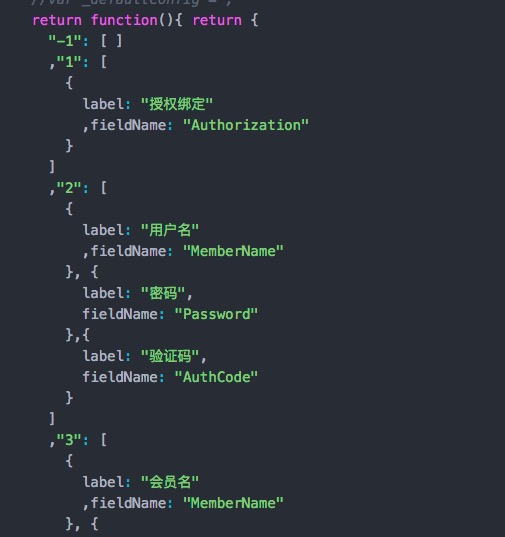 //var _defaultConfig = ;
return function(){ return {
"-1": [ ]
,"1": [
{
label: "授权绑定"
,fieldName: "Authorization"
}
]
,"2": [
{
label: "用户名"
,fieldName: "MemberName"
}, {
label: "密码",
fieldName: "Password"
},{
label: "验证码",
fieldName: "AuthCode"
}
]
,"3": [
{
label: "会员名"
,fieldName: "MemberName"
}, {